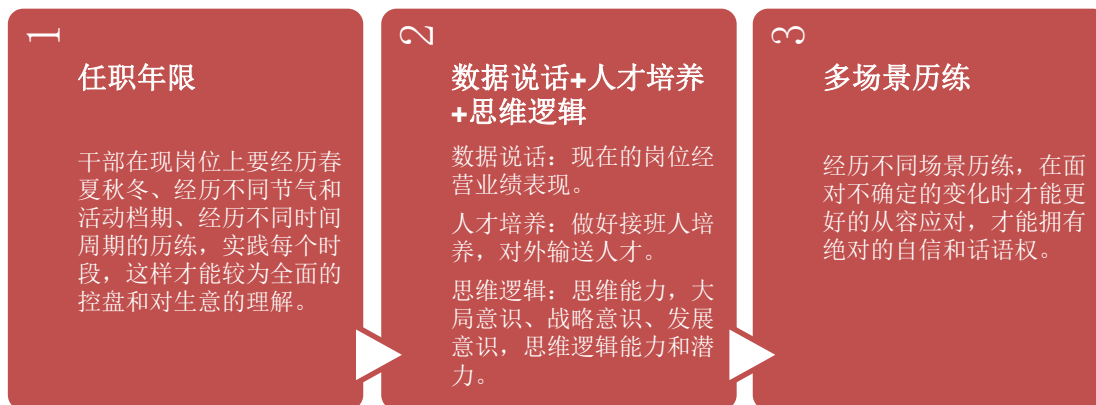 1
任职年限
干部在现岗位上要经历春
夏秋冬、经历不同节气和
活动档期、经历不同时间
周期的历练，实践每个时
段，这样才能较为全面的
控盘和对生意的理解。
2
数据说话+人才培养
+思维逻辑
数据说话：现在的岗位经
营业绩表现。
人才培养：做好接班人培
养，对外输送人才。
思维逻辑：思维能力，大
局意识、战略意识、发展
意识，思维逻辑能力和潜
力。
3
多场景历练
经历不同场景历练，在面
对不确定的变化时才能更
好的从容应对，才能拥有
绝对的自信和话语权。